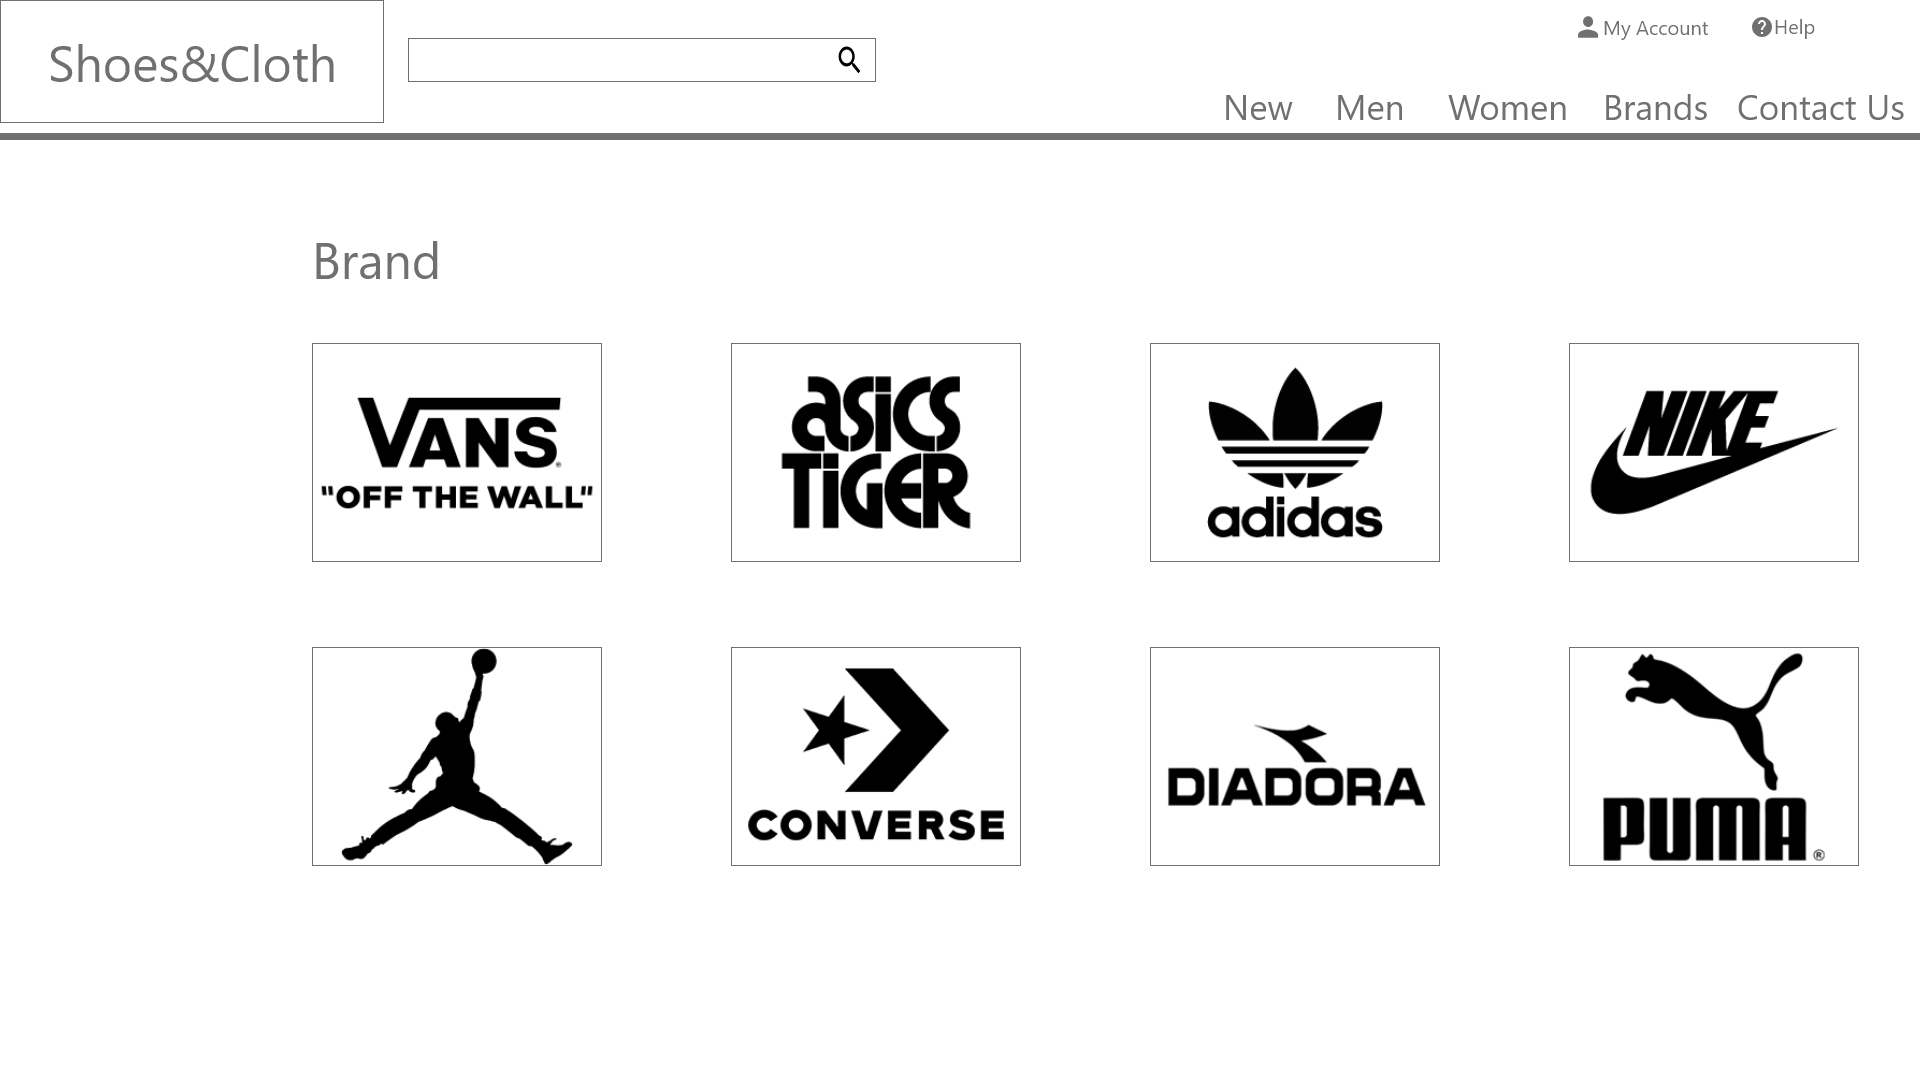 Shoes&Cloth
My Account
Help
New
Men
Women
Brands
Contact Us
Brand
VANS
"OFF THE WALL"
asics
TIGER
adidas
NIKE
CONVERSE
DIADORA
PUMA ®